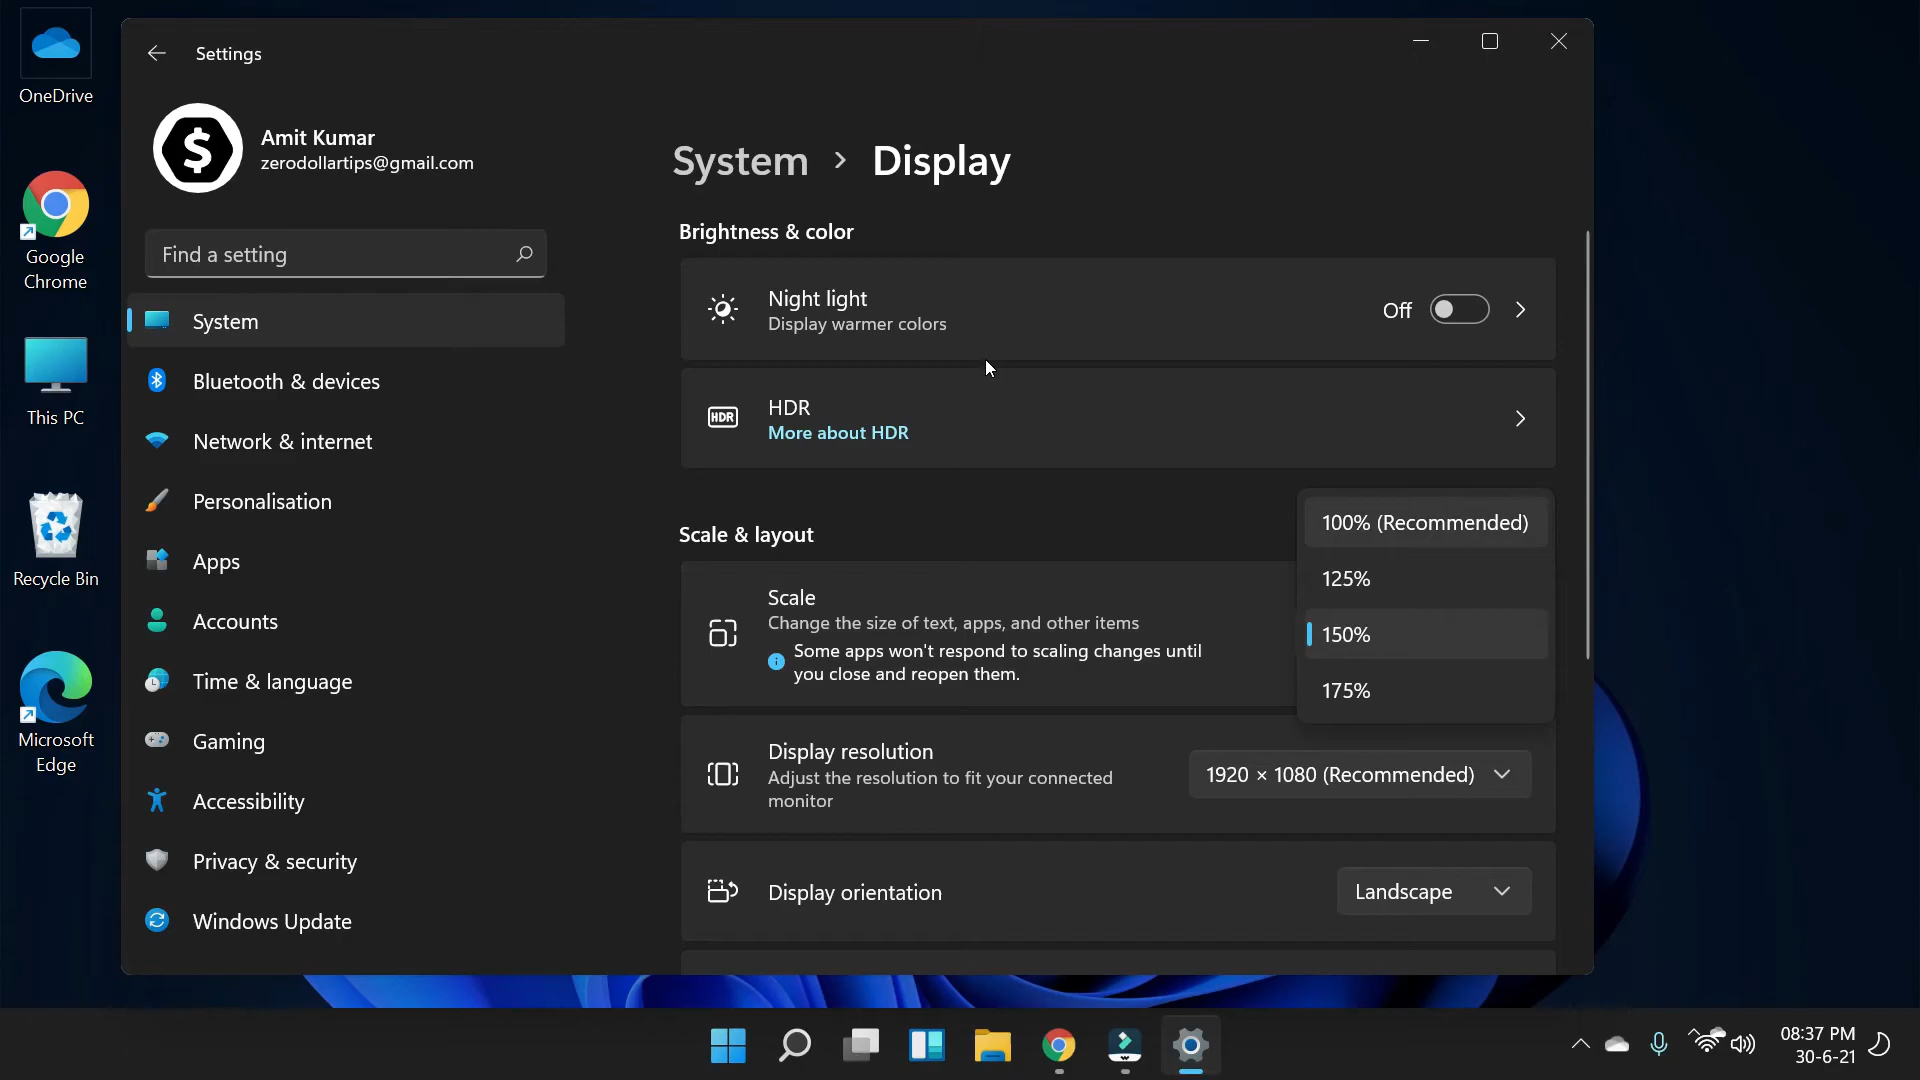 OneDrive
Google
Chrome
This PC
Recycle Bin
Microsoft
Edge
Settings
Amit Kumar
zerodollartips@gmail.com
Find a setting
System
Bluetooth & devices
Network & internet
Personalisation
Apps
Accounts
Time & language
Gaming
Accessibility
Privacy & security
Windows Update
System › Display
Brightness & color
Night light
Display warmer colors
Off
HDR
HDR
More about HDR
Scale & layout
Scale
Change the size of text, apps, and other items
Some apps won't respond to scaling changes until
you close and reopen them.
100% (Recommended)
125%
150%
175%
Display resolution
Adjust the resolution to fit your connected
monitor
1920 × 1080 (Recommended)
Display orientation
Landscape
08:37 PM
30-6-21